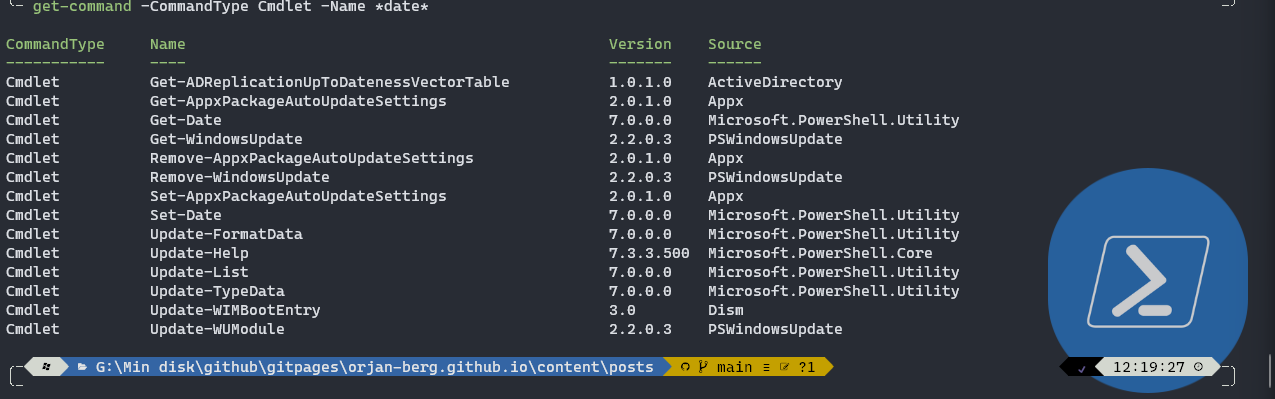 get-command -CommandType Cmdlet -Name *date*
CommandType     Name                                               Version    Source
-----------     ----                                               -------    ------
Cmdlet          Get-ADReplicationUpToDatenessVectorTable           1.0.1.0    ActiveDirectory
Cmdlet          Get-AppxPackageAutoUpdateSettings                  2.0.1.0    Appx
Cmdlet          Get-Date                                           7.0.0.0    Microsoft.PowerShell.Utility
Cmdlet          Get-WindowsUpdate                                  2.2.0.3    PSWindowsUpdate
Cmdlet          Remove-AppxPackageAutoUpdateSettings               2.0.1.0    Appx
Cmdlet          Remove-WindowsUpdate                               2.2.0.3    PSWindowsUpdate
Cmdlet          Set-AppxPackageAutoUpdateSettings                  2.0.1.0    Appx
Cmdlet          Set-Date                                           7.0.0.0    Microsoft.PowerShell.Utility
Cmdlet          Update-FormatData                                  7.0.0.0    Microsoft.PowerShell.Utility
Cmdlet          Update-Help                                        7.3.3.500  Microsoft.PowerShell.Core
Cmdlet          Update-List                                        7.0.0.0    Microsoft.PowerShell.Utility
Cmdlet          Update-TypeData                                    7.0.0.0    Microsoft.PowerShell.Utility
Cmdlet          Update-WIMBootEntry                                3.0        Dism
Cmdlet          Update-WUModule                                    2.2.0.3    PSWindowsUpdate
G:\Min disk\github\gitpages\orjan-berg.github.io\content\posts main ≡ ?1 12:19:27